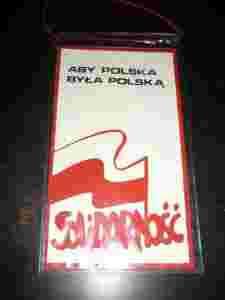 ABY POLSKA
BYŁA POLSKĄ
SOLIDARNOŚĆ